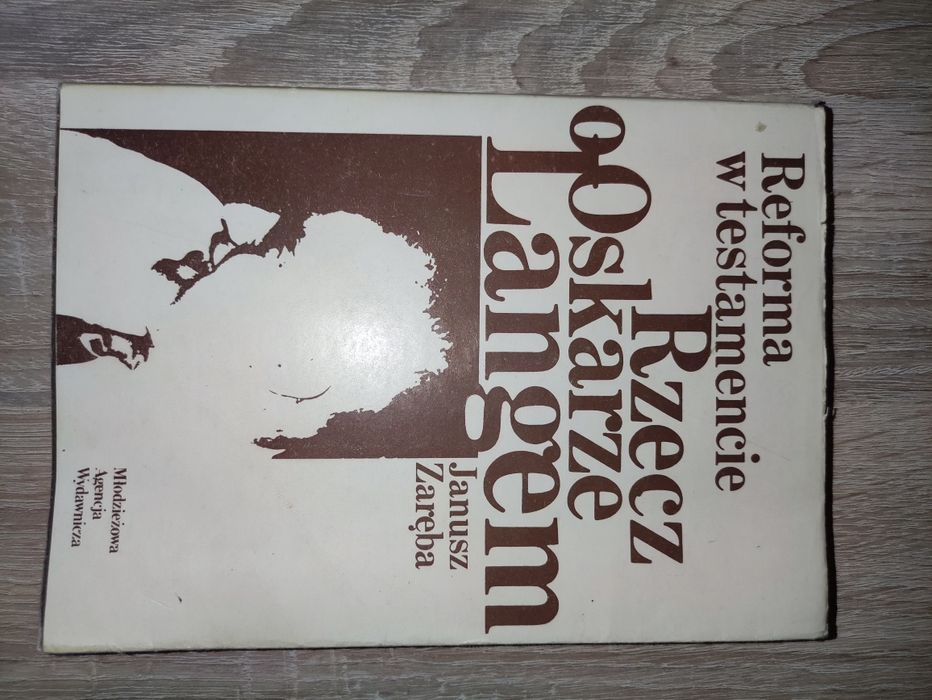 Reforma
w testamencie
Rzecz
o Oskarze
Langem
Janusz
Zaręba
Młodzieżowa
Agencja
Wydawnicza